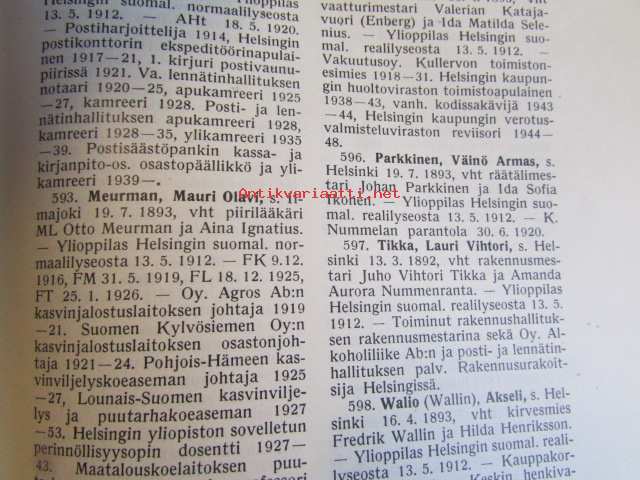 Helsingin suomal. normaalilyseosta
13. 5. 1912. — AHt 18. 5. 1920.
— Postiharjoittelija 1914, Helsingin
postikonttorin ekspeditöörinapulai-
nen 1917—21, 1. kirjuri postivaunu-
piirissä 1921. Va. lennätinhallituksen
notaari 1920—25, apukamreeri 1925
—27, kamreeri 1928. Posti- ja len-
nätinhallituksen apukamreeri 1928,
kamreeri 1928—35, ylikamreeri 1935
—39. Postisäästöpankin kassa- ja
kirjanpito-os. osastopäällikkö ja yli-
kamreeri 1939—.
593. Meurman, Mauri Olavi, s. Il-
majoki 19. 7. 1893, vht piirilääkäri
ML Otto Meurman ja Aina Ignatius.
— Ylioppilas Helsingin suomal. nor-
maalilyseosta 13. 5. 1912. — FK 9.12.
1916, FM 31. 5. 1919, FL 18. 12. 1925,
FT 25. 1. 1926. — Oy. Agros Ab:n
kasvinjalostuslaitoksen johtaja 1919
—21. Suomen Kylvösiemen Oy:n
kasvinjalostuslaitoksen osastonjoh-
taja 1921—24. Pohjois-Hämeen kas-
vinviljelyskoeaseman johtaja 1925
—27, Lounais-Suomen kasvinvilje-
lys ja puutarhakoeaseman 1927
—53. Helsingin yliopiston sovelletun
perinnöllisyysopin dosentti 1927—
43. Maatalouskoelaitoksen puu-
vaatturimestari Valerian Kataja-
vuori (Enberg) ja Ida Matilda Sele-
nius. — Ylioppilas Helsingin suo-
mal. realilyseosta 13. 5. 1912. —
Vakuutusoy. Kullervon toimiston-
esimies 1918—31. Helsingin kaupun-
gin huoltoviraston toimistoapulainen
1938—43, vanh. kodissakävijä 1943
—44, Helsingin kaupungin verotus-
valmisteluviraston reviisori 1944—
48.
596. Parkkinen, Väinö Armas, s.
Helsinki 19. 7. 1893, vht räätälimes-
tari Johan Parkkinen ja Ida Sofia
Ikonen. — Ylioppilas Helsingin suo-
mal. realilyseosta 13. 5. 1912. — K.
Nummelan parantola 30. 6. 1920.
597. Tikka, Lauri Vihtori, s. Hel-
sinki 13. 3. 1892, vht rakennusmes-
tari Juho Vihtori Tikka ja Amanda
Aurora Nummenranta. — Ylioppilas
Helsingin suomal. realilyseosta 13. 5.
1912. — Toiminut rakennushallituk-
sen rakennusmestarina sekä Oy. Al-
koholiliike Ab:n ja posti- ja lennätin-
hallituksen palv. Rakennusurakoit-
sija Helsingissä.
598. Walio (Wallin), Akseli, s. Hel-
sinki 16. 4. 1893, vht kirvesmies
Fredrik Wallin ja Hilda Henriksson.
— Ylioppilas Helsingin suomal. reali-
lyseosta 13. 5. 1912. — Kauppakor-
Antikvariaatti.net